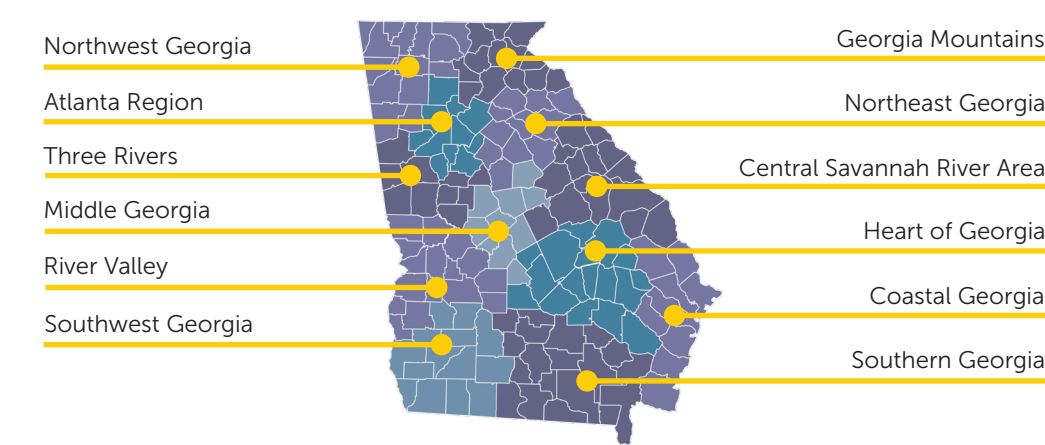 Northwest Georgia
Atlanta Region
Three Rivers
Middle Georgia
River Valley
Southwest Georgia
Georgia Mountains
Northeast Georgia
Central Savannah River Area
Heart of Georgia
Coastal Georgia
Southern Georgia